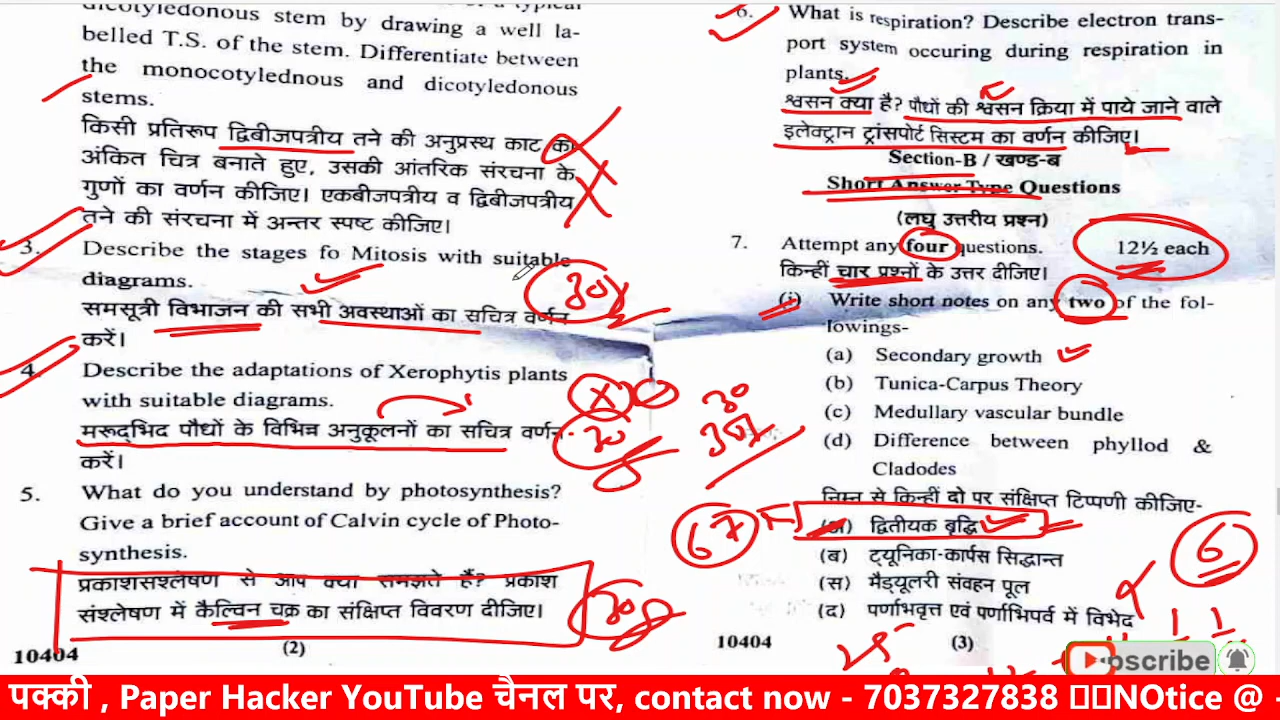 dicotyledonous stem by drawing a well la-
belled T.S. of the stem. Differentiate between
the monocotylednous and dicotyledonous
stems.
किसी प्रतिरूप द्विबीजपत्रीय तने की अनुप्रस्थ काट का
अंकित चित्र बनाते हुए, उसकी आंतरिक संरचना के
गुणों का वर्णन कीजिए। एकबीजपत्रीय व द्विबीजपत्रीय
तने की संरचना में अन्तर स्पष्ट कीजिए।
3. Describe the stages fo Mitosis with suitable
diagrams.
समसूत्री विभाजन की सभी अवस्थाओं का सचित्र वर्णन
करें।
4. Describe the adaptations of Xerophytis plants
with suitable diagrams.
मरूद्भिद पौधों के विभिन्न अनुकूलनों का सचित्र वर्णन
करें।
5. What do you understand by photosynthesis?
Give a brief account of Calvin cycle of Photo-
synthesis.
प्रकाशसश्लेषण से आप क्या समझते हैं? प्रकाश
संश्लेषण में कैल्विन चक्र का संक्षिप्त विवरण दीजिए।
10404 (2)
6. What is respiration? Describe electron trans-
port system occuring during respiration in
plants.
श्वसन क्या है? पौधों की श्वसन क्रिया में पाये जाने वाले
इलेक्ट्रान ट्रांसपोर्ट सिस्टम का वर्णन कीजिए।
Section-B / खण्ड-ब
Short Answer Type Questions
(लघु उत्तरीय प्रश्न)
7. Attempt any four questions. 12½ each
किन्हीं चार प्रश्नों के उत्तर दीजिए।
(i) Write short notes on any two of the fol-
lowings-
(a) Secondary growth
(b) Tunica-Carpus Theory
(c) Medullary vascular bundle
(d) Difference between phyllod &
Cladodes
निम्न से किन्हीं दो पर संक्षिप्त टिप्पणी कीजिए-
(अ) द्वितीयक बृद्धि
(ब) ट्यूनिका-कार्पस सिद्धान्त
(स) मैड्यूलरी संवहन पूल
(द) पर्णाभवृत्त एवं पर्णाभिपर्व में विभेद
10404 (3)
30
30
30
67
6
पक्की , Paper Hacker YouTube चैनल पर, contact now - 7037327838 NOtice @